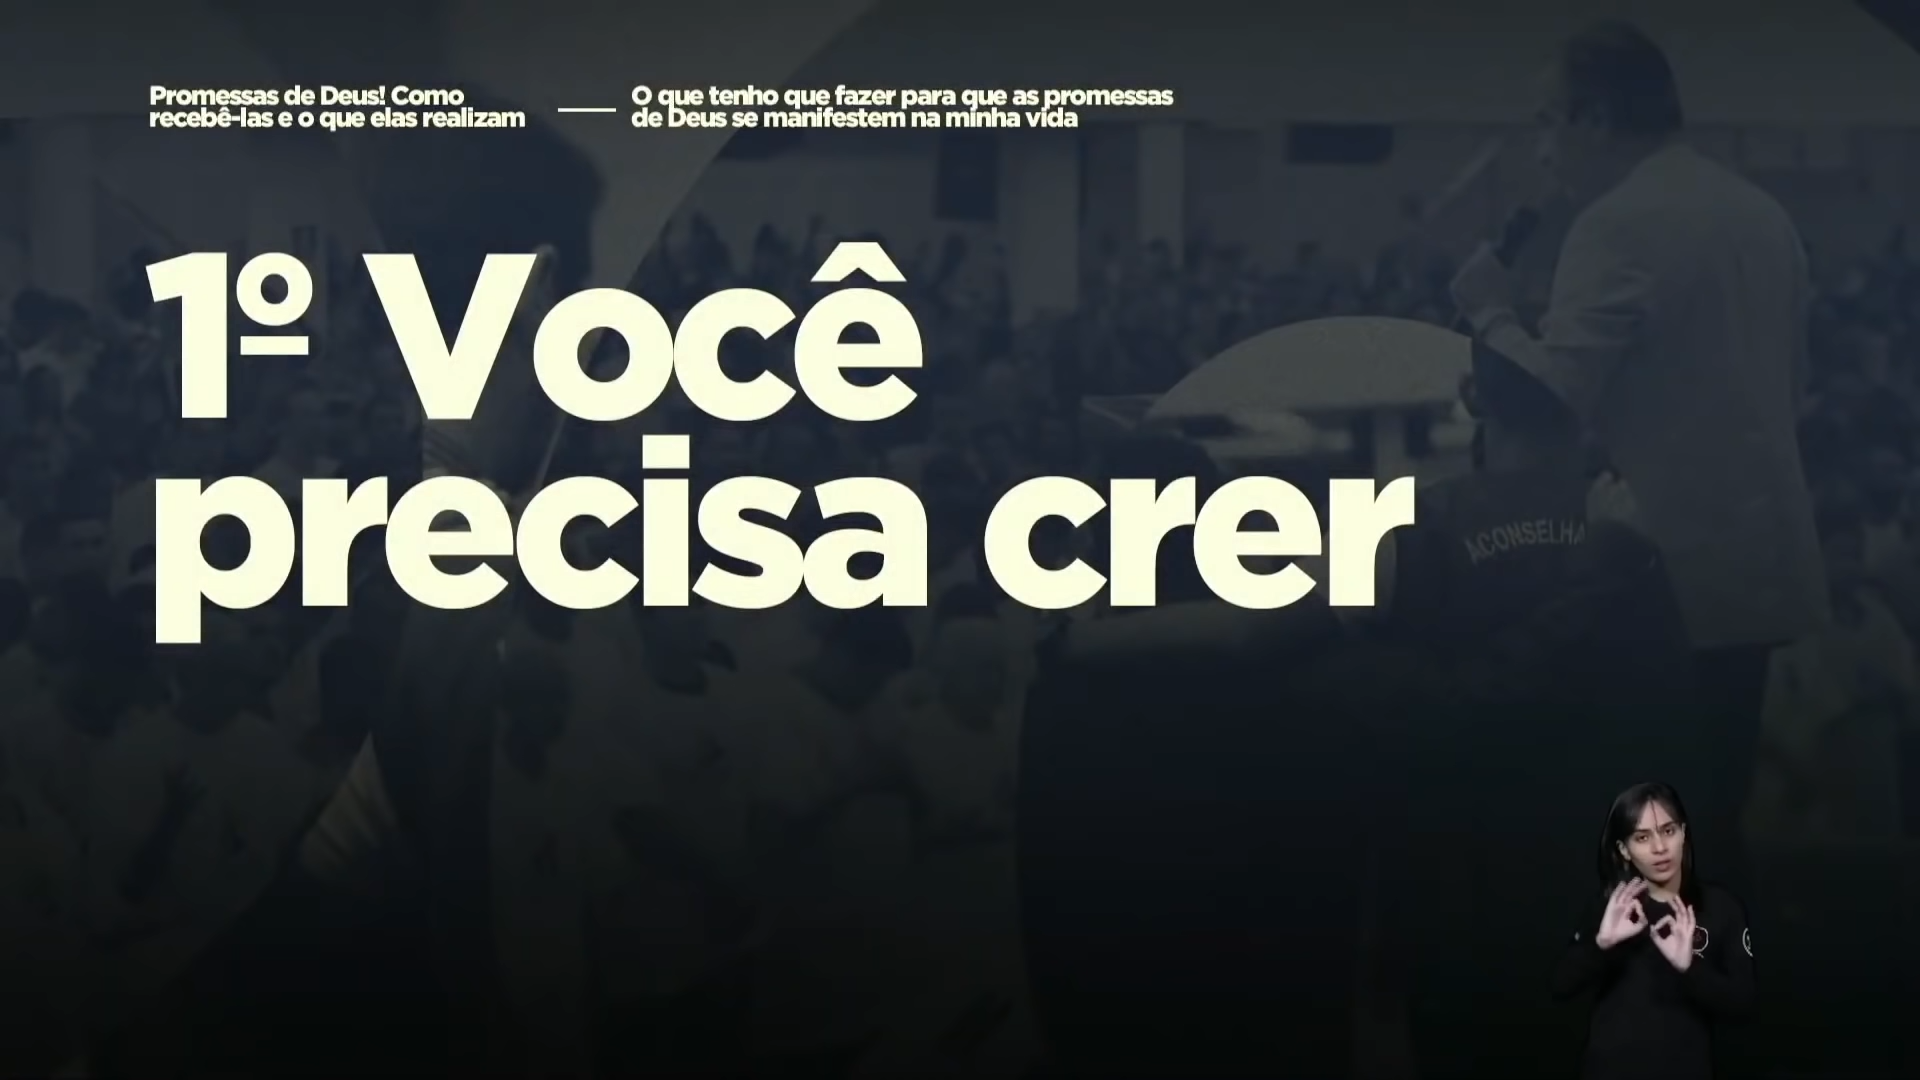 Promessas de Deus! Como
recebê-las e o que elas realizam
O que tenho que fazer para que as promessas
de Deus se manifestem na minha vida
1º Você
precisa crer
ACONSELHA